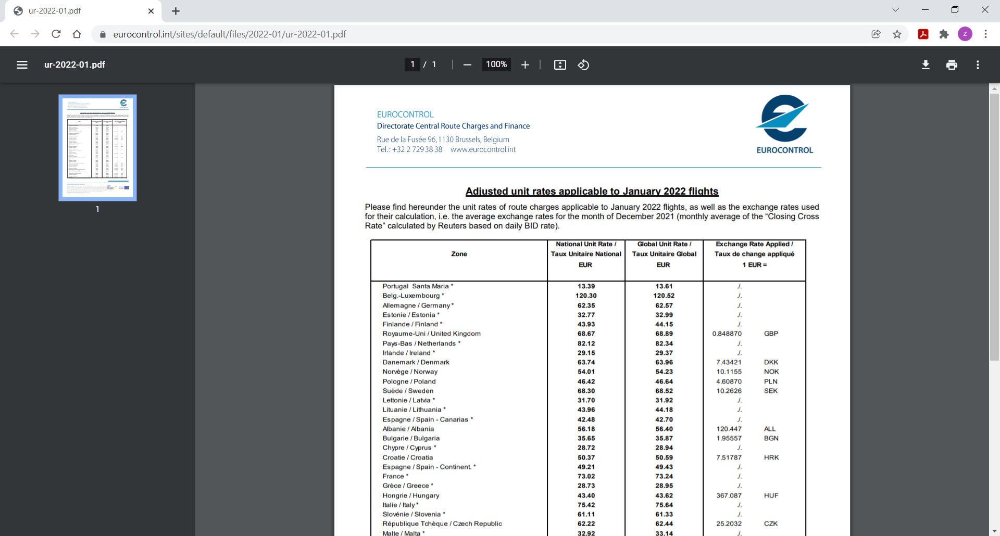 ur-2022-01.pdf
eurocontrol.int/sites/default/files/2022-01/ur-2022-01.pdf
z
ur-2022-01.pdf
1 / 1
100%
1
EUROCONTROL
Directorate Central Route Charges and Finance
Rue de la Fusée 96, 1130 Brussels, Belgium
Tel.: +32 2 729 38 38 www.eurocontrol.int
EUROCONTROL
Adjusted unit rates applicable to January 2022 flights
Please find hereunder the unit rates of route charges applicable to January 2022 flights, as well as the exchange rates used
for their calculation, i.e. the average exchange rates for the month of December 2021 (monthly average of the “Closing Cross
Rate” calculated by Reuters based on daily BID rate).
Zone
National Unit Rate /
Taux Unitaire National
EUR
Global Unit Rate /
Taux Unitaire Global
EUR
Exchange Rate Applied /
Taux de change appliqué
1 EUR =
Portugal Santa Maria * 13.39 13.61 ./.
Belg.-Luxembourg * 120.30 120.52 ./.
Allemagne / Germany * 62.35 62.57 ./.
Estonie / Estonia * 32.77 32.99 ./.
Finlande / Finland * 43.93 44.15 ./.
Royaume-Uni / United Kingdom 68.67 68.89 0.848870 GBP
Pays-Bas / Netherlands * 82.12 82.34 ./.
Irlande / Ireland * 29.15 29.37 ./.
Danemark / Denmark 63.74 63.96 7.43421 DKK
Norvège / Norway 54.01 54.23 10.1155 NOK
Pologne / Poland 46.42 46.64 4.60870 PLN
Suède / Sweden 68.30 68.52 10.2626 SEK
Lettonie / Latvia * 31.70 31.92 ./.
Lituanie / Lithuania * 43.96 44.18 ./.
Espagne / Spain - Canarias * 42.48 42.70 ./.
Albanie / Albania 56.18 56.40 120.447 ALL
Bulgarie / Bulgaria 35.65 35.87 1.95557 BGN
Chypre / Cyprus * 28.72 28.94 ./.
Croatie / Croatia 50.37 50.59 7.51787 HRK
Espagne / Spain - Continent. * 49.21 49.43 ./.
France * 73.02 73.24 ./.
Grèce / Greece * 28.73 28.95 ./.
Hongrie / Hungary 43.40 43.62 367.087 HUF
Italie / Italy * 75.42 75.64 ./.
Slovénie / Slovenia * 61.11 61.33 ./.
République Tchèque / Czech Republic 62.22 62.44 25.2032 CZK
Malte / Malta * 32.92 33.14 ./.